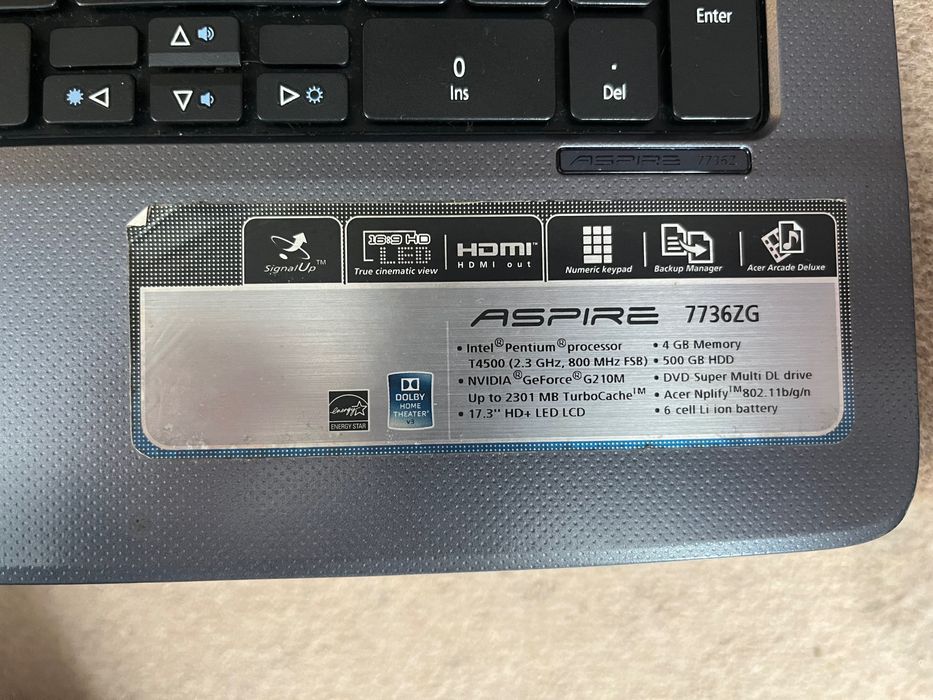 Enter
0
Ins
.
Del
ASPIRE 7736Z
SignalUp™
16:9 HD
LED
True cinematic view
HDMI™
HDMI out
Numeric keypad
Backup Manager
Acer Arcade Deluxe
ASPIRE 7736ZG
• Intel® Pentium® processor
T4500 (2.3 GHz, 800 MHz FSB)
• NVIDIA® GeForce® G210M
Up to 2301 MB TurboCache™
• 17.3" HD+ LED LCD
• 4 GB Memory
• 500 GB HDD
• DVD-Super Multi DL drive
• Acer Nplify™ 802.11b/g/n
• 6 cell Li ion battery
energy
ENERGY STAR
DOLBY
HOME
THEATER®
v3